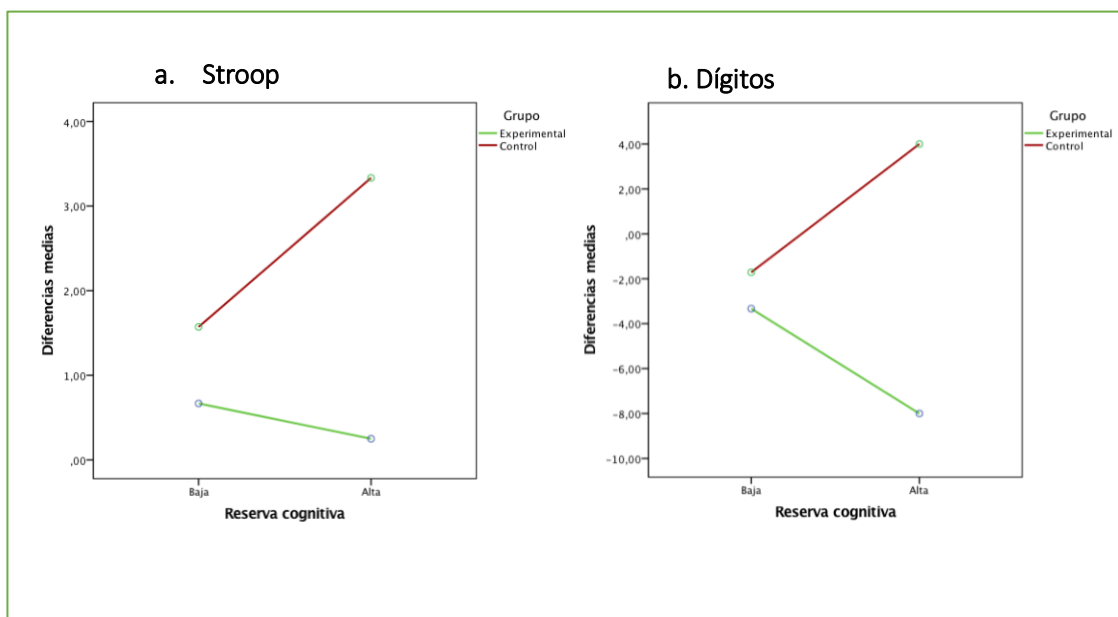 a. Stroop
Grupo
Experimental
Control
4,00
3,00
2,00
1,00
,00
Diferencias medias
Baja
Alta
Reserva cognitiva
b. Dígitos
Grupo
Experimental
Control
4,00
2,00
,00
-2,00
-4,00
-6,00
-8,00
-10,00
Diferencias medias
Baja
Alta
Reserva cognitiva